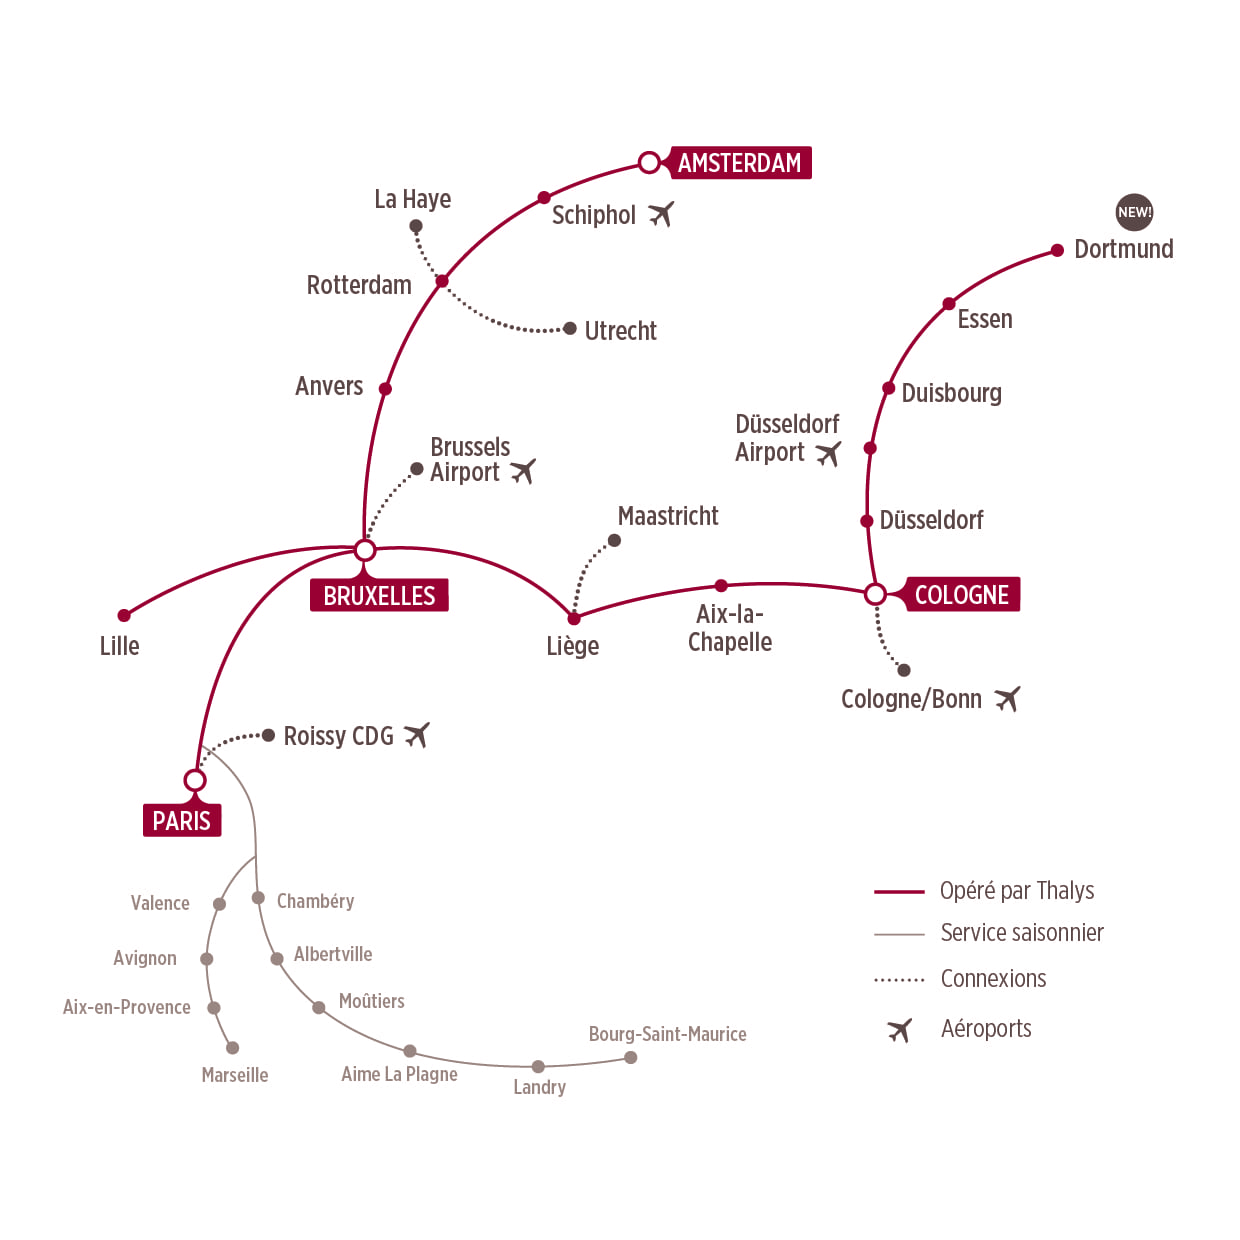 AMSTERDAM
La Haye
Schiphol
NEW!
Dortmund
Rotterdam
Utrecht
Essen
Anvers
Duisbourg
Düsseldorf
Airport
Brussels
Airport
Maastricht
Düsseldorf
BRUXELLES
COLOGNE
Lille
Liège
Aix-la-
Chapelle
Cologne/Bonn
Roissy CDG
PARIS
Valence
Chambéry
Avignon
Albertville
Aix-en-Provence
Moûtiers
Marseille
Aime La Plagne
Landry
Bourg-Saint-Maurice
Opéré par Thalys
Service saisonnier
Connexions
Aéroports